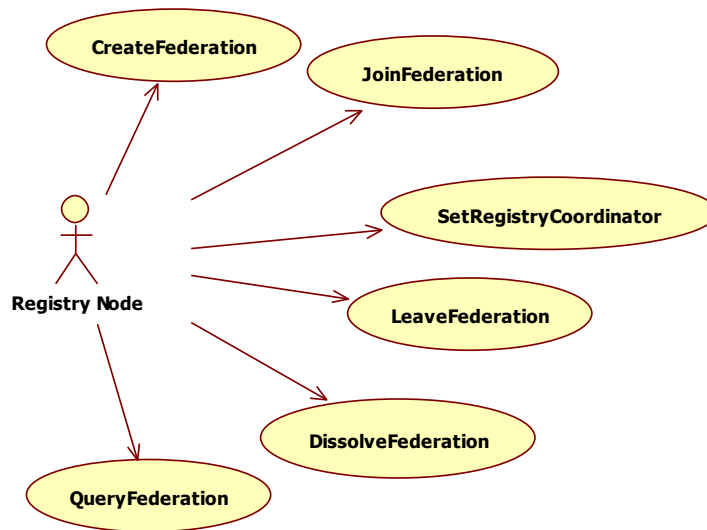 CreateFederation
JoinFederation
SetRegistryCoordinator
Registry Node
LeaveFederation
DissolveFederation
QueryFederation